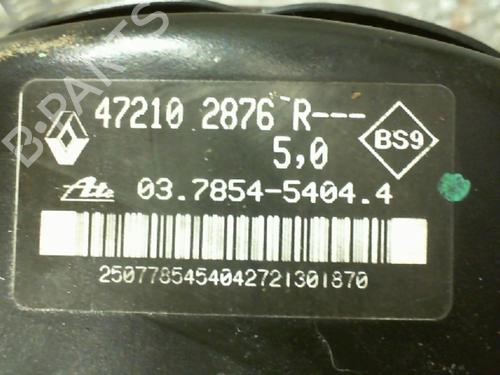 47210 2876 R---
5,0
BS9
Ate 03.7854-5404.4
2507785454042721301870
B-PARTS